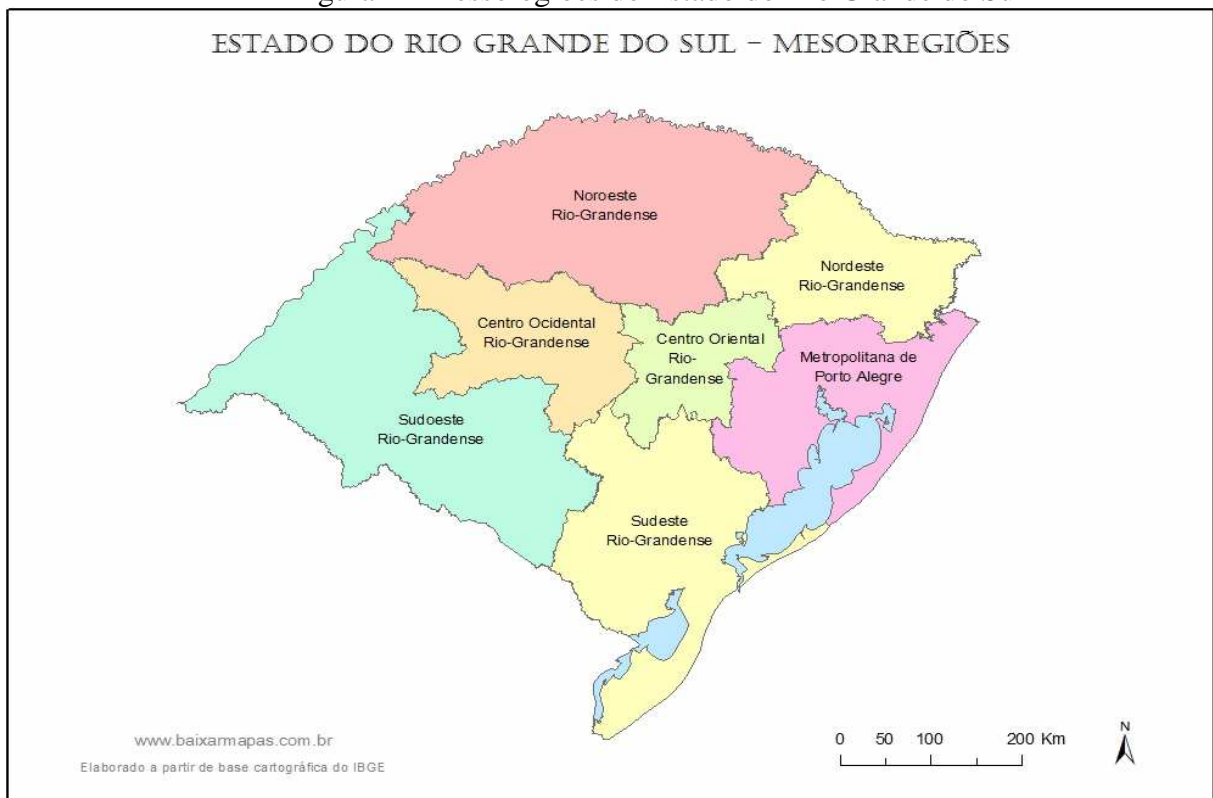 ESTADO DO RIO GRANDE DO SUL – MESORREGIÕES
Noroeste
Rio-Grandense
Nordeste
Rio-Grandense
Centro Ocidental
Rio-Grandense
Centro Oriental
Rio-
Grandense
Metropolitana de
Porto Alegre
Sudoeste
Rio-Grandense
Sudeste
Rio-Grandense
www.baixarmapas.com.br
Elaborado a partir de base cartográfica do IBGE
0 50 100 200 Km
N